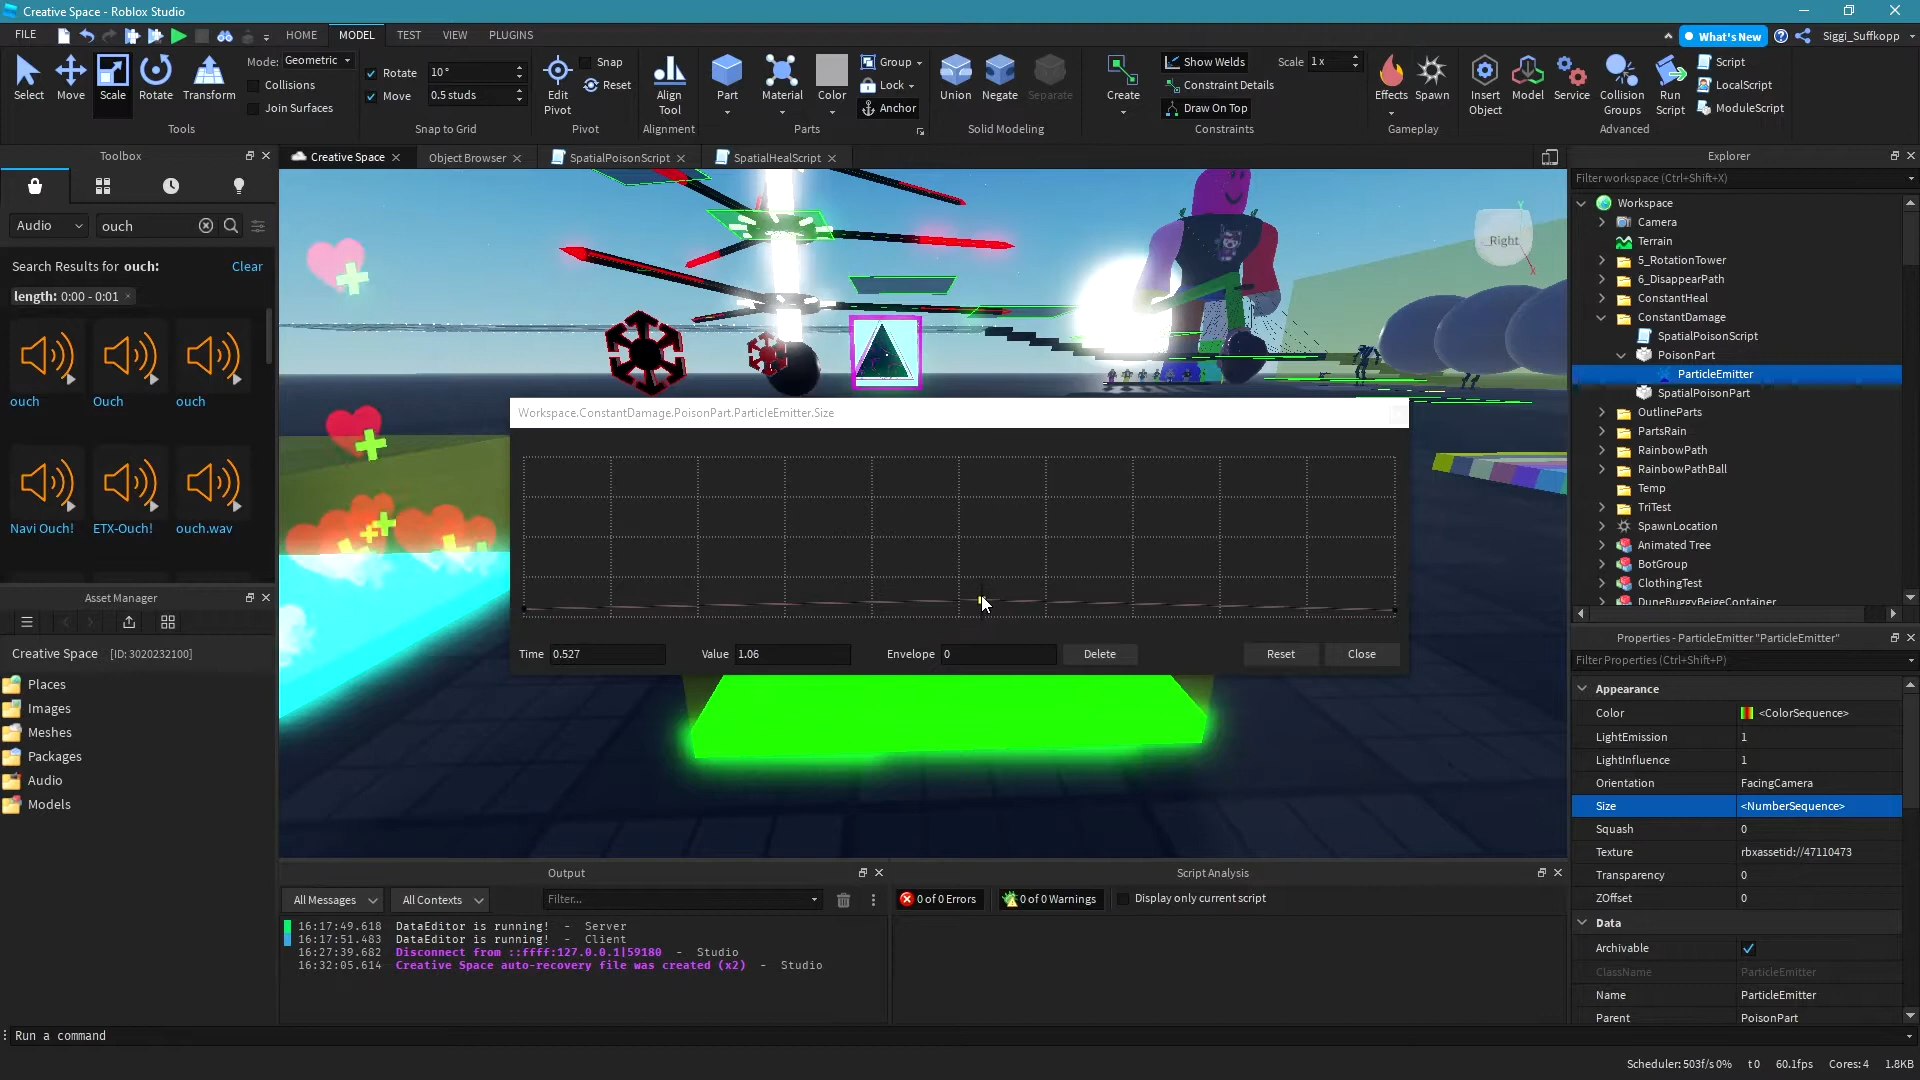 Creative Space - Roblox Studio
FILE
HOME
MODEL
TEST
VIEW
PLUGINS
What's New
Siggi_Suffkopp
Select
Move
Scale
Rotate
Transform
Mode: Geometric
Collisions
Join Surfaces
Tools
Rotate 10°
Move 0.5 studs
Snap to Grid
Edit
Pivot
Snap
Reset
Pivot
Align
Tool
Alignment
Part
Material
Color
Group
Lock
Anchor
Parts
Union
Negate
Separate
Solid Modeling
Create
Show Welds
Constraint Details
Draw On Top
Scale 1 x
Constraints
Effects
Spawn
Gameplay
Insert
Object
Model
Service
Collision
Groups
Run
Script
Script
LocalScript
ModuleScript
Advanced
Toolbox
Audio
ouch
Search Results for ouch:
Clear
length: 0:00 - 0:01
ouch
Ouch
ouch
Navi Ouch!
ETX-Ouch!
ouch.wav
Asset Manager
Creative Space [ID: 3020232100]
Places
Images
Meshes
Packages
Audio
Models
Creative Space
Object Browser
SpatialPoisonScript
SpatialHealScript
Right
Y
X
Workspace.ConstantDamage.PoisonPart.ParticleEmitter.Size
Time 0.527
Value 1.06
Envelope 0
Delete
Reset
Close
Output
All Messages
All Contexts
Filter...
16:17:49.618 DataEditor is running! - Server
16:17:51.483 DataEditor is running! - Client
16:27:39.682 Disconnect from ::ffff:127.0.0.1|59180 - Studio
16:32:05.614 Creative Space auto-recovery file was created (x2) - Studio
Script Analysis
0 of 0 Errors
0 of 0 Warnings
Display only current script
Explorer
Filter workspace (Ctrl+Shift+X)
Workspace
Camera
Terrain
5_RotationTower
6_DisappearPath
ConstantHeal
ConstantDamage
SpatialPoisonScript
PoisonPart
ParticleEmitter
SpatialPoisonPart
OutlineParts
PartsRain
RainbowPath
RainbowPathBall
Temp
TriTest
SpawnLocation
Animated Tree
BotGroup
ClothingTest
DuneBuggyBeigeContainer
Properties - ParticleEmitter "ParticleEmitter"
Filter Properties (Ctrl+Shift+P)
Appearance
Color <ColorSequence>
LightEmission 1
LightInfluence 1
Orientation FacingCamera
Size <NumberSequence>
Squash 0
Texture rbxassetid://47110473
Transparency 0
ZOffset 0
Data
Archivable
ClassName ParticleEmitter
Name ParticleEmitter
Parent PoisonPart
Run a command
Scheduler: 503f/s 0%
t 0
60.1fps
Cores: 4
1.8KB